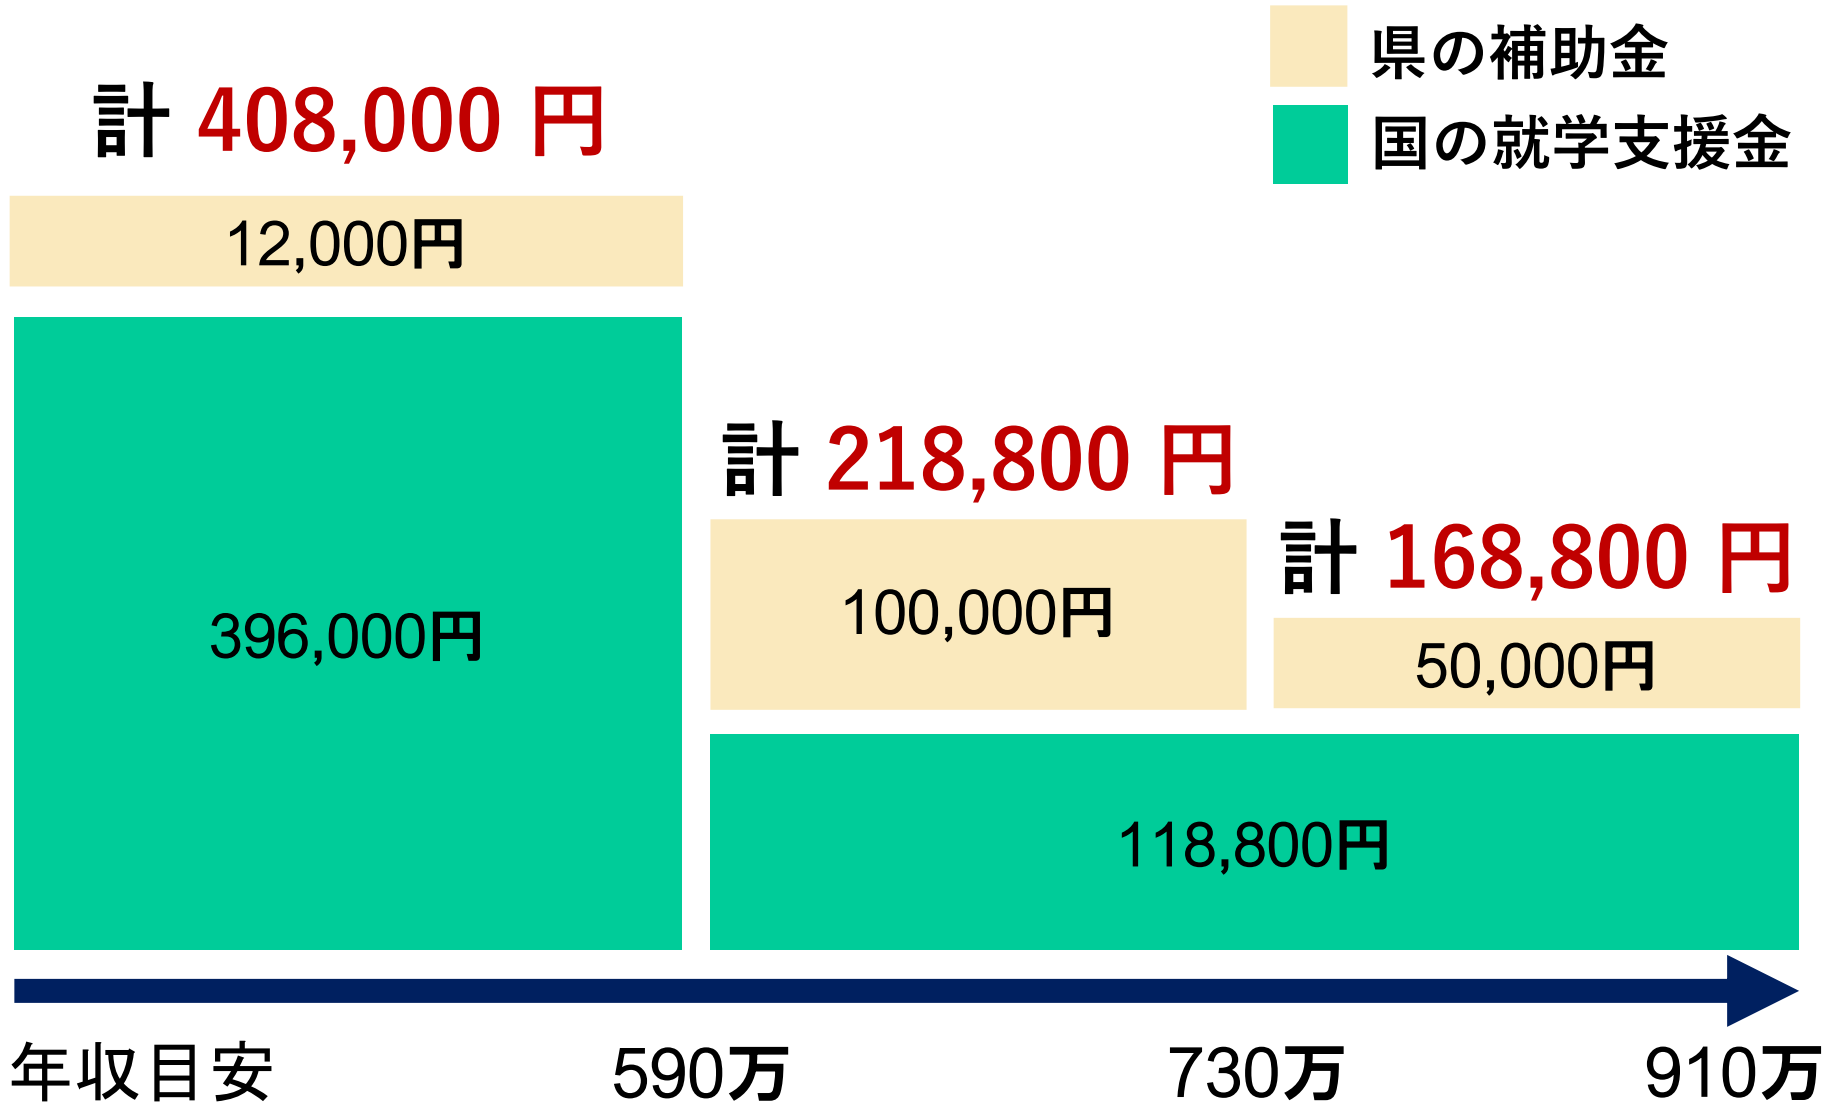 県の補助金
国の就学支援金
計 408,000 円
12,000円
396,000円
計 218,800 円
100,000円
計 168,800 円
50,000円
118,800円
年収目安 590万 730万 910万